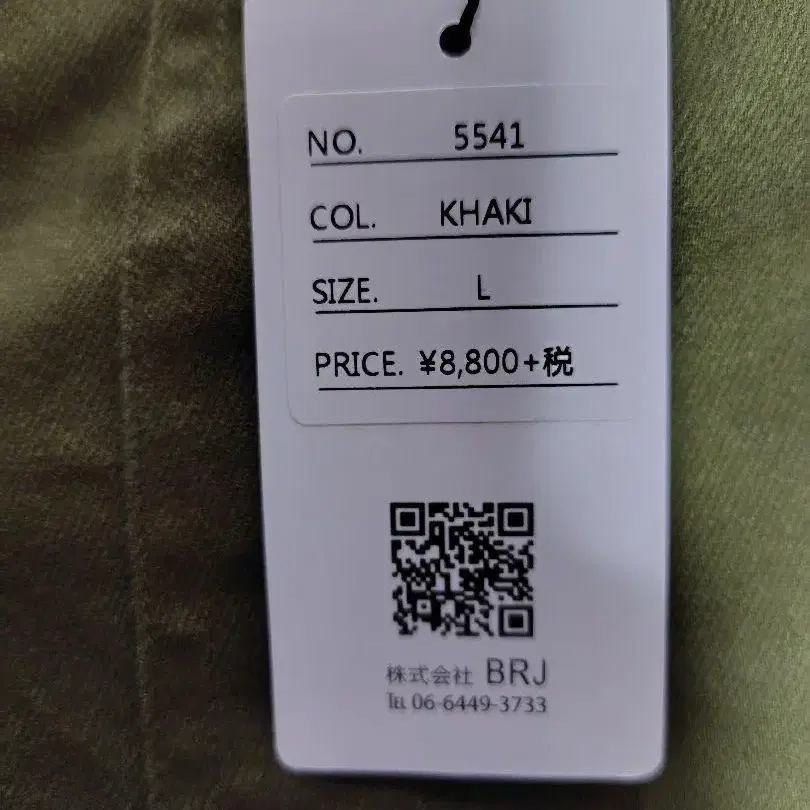 NO. 5541
COL. KHAKI
SIZE. L
PRICE. ¥8,800+税
株式会社 BRJ
℡ 06-6449-3733